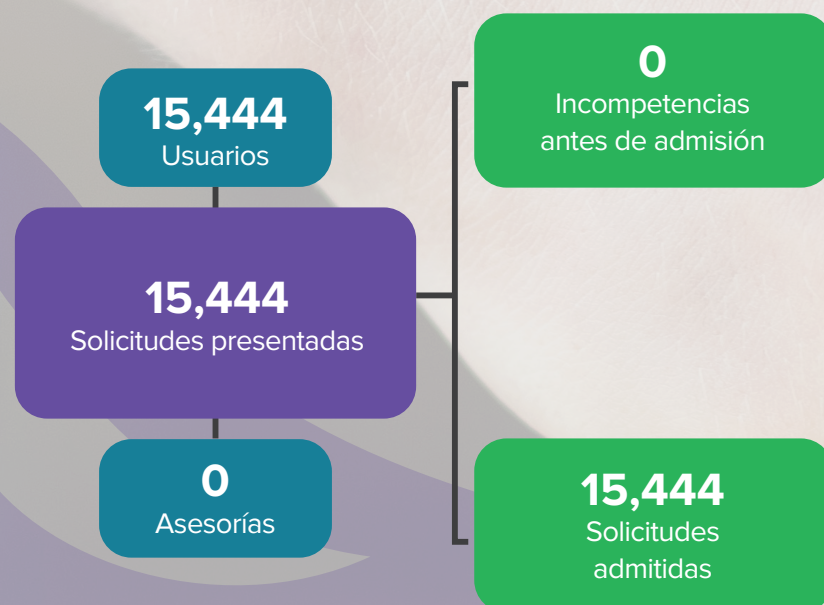 15,444
Usuarios
15,444
Solicitudes presentadas
0
Asesorías
0
Incompetencias
antes de admisión
15,444
Solicitudes
admitidas